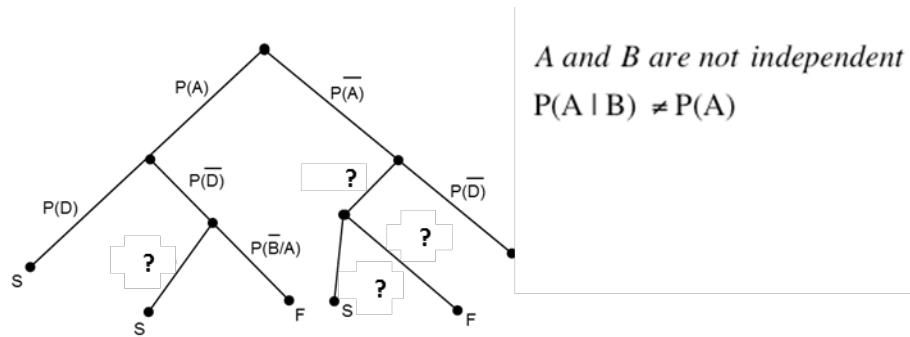 A and B are not independent
P(A | B) ≠ P(A)
P(A)
P(A̅)
P(D)
P(D̅)
?
P(D̅)
?
P(B̅/A)
?
?
S
S
F
S
F